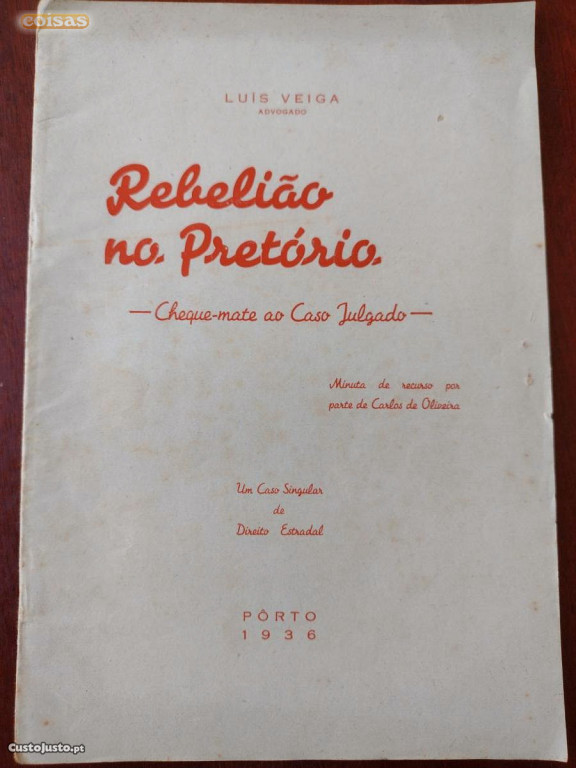 coisas
LUÍS VEIGA
ADVOGADO
Rebelião
no Pretório
— Cheque-mate ao Caso Julgado —
Minuta de recurso por
parte de Carlos de Oliveira
Um Caso Singular
de
Direito Estradal
PÔRTO
1936
CustoJusto.pt